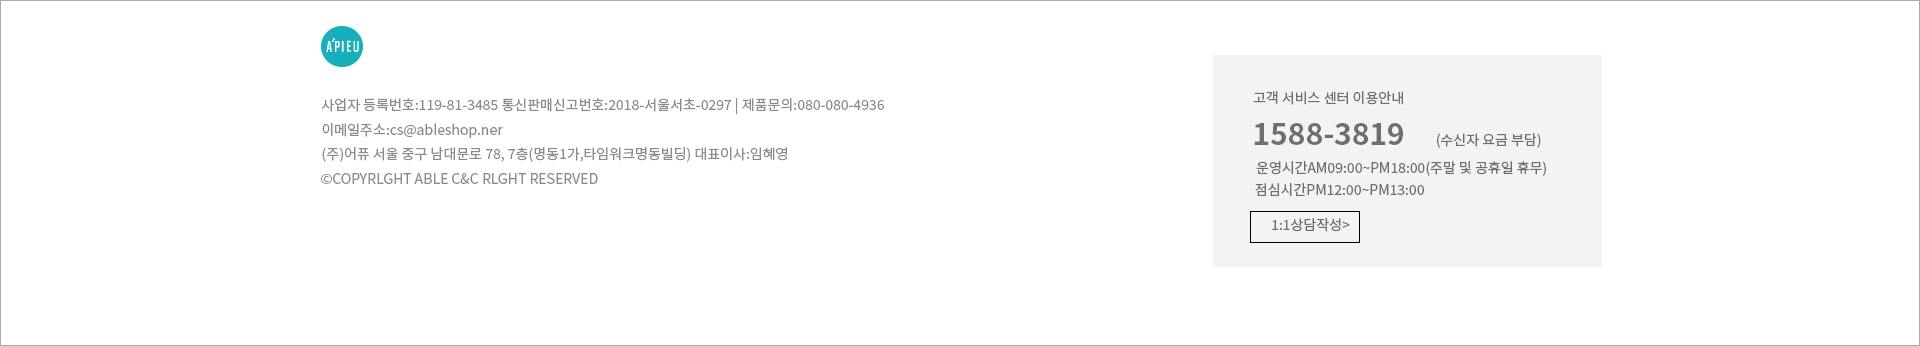 A'PIEU
사업자 등록번호:119-81-3485 통신판매신고번호:2018-서울서초-0297 | 제품문의:080-080-4936
이메일주소:cs@ableshop.ner
(주)어퓨 서울 중구 남대문로 78, 7층(명동1가,타임워크명동빌딩) 대표이사:임혜영
©COPYRLGHT ABLE C&C RLGHT RESERVED
고객 서비스 센터 이용안내
1588-3819 (수신자 요금 부담)
운영시간AM09:00~PM18:00(주말 및 공휴일 휴무)
점심시간PM12:00~PM13:00
1:1상담작성>